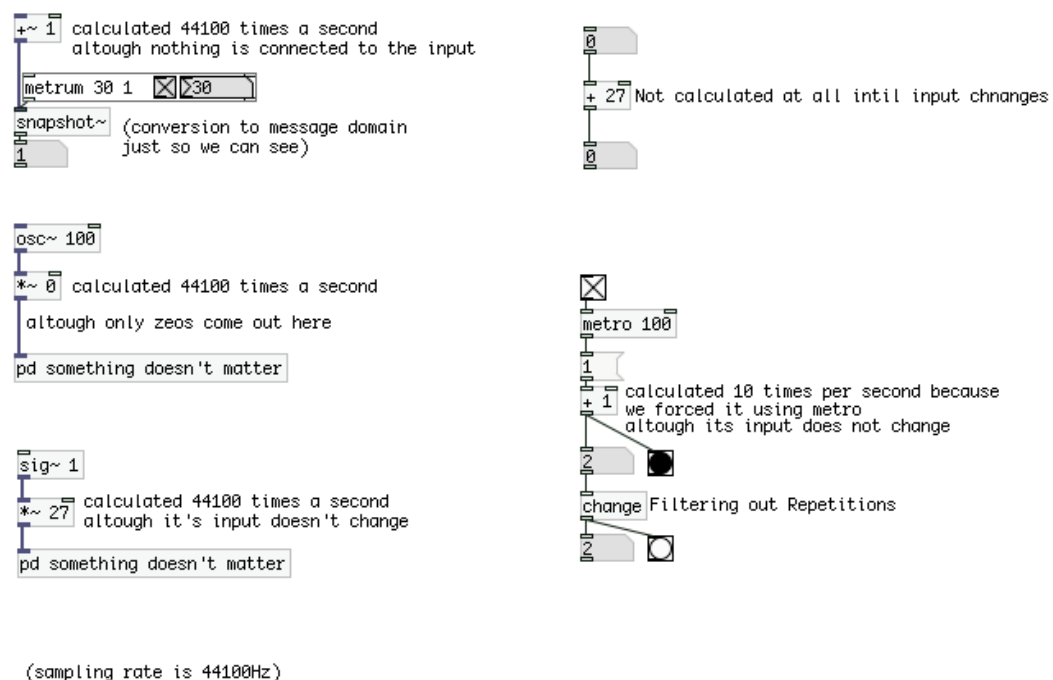 +~ 1
calculated 44100 times a second
altough nothing is connected to the input
metrum 30 1
30
snapshot~
(conversion to message domain
just so we can see)
1
osc~ 100
*~ 0
calculated 44100 times a second
altough only zeos come out here
pd something doesn't matter
sig~ 1
*~ 27
calculated 44100 times a second
altough it's input doesn't change
pd something doesn't matter
(sampling rate is 44100Hz)
0
+ 27
Not calculated at all intil input chnanges
0
metro 100
1
+ 1
calculated 10 times per second because
we forced it using metro
altough its input does not change
2
change
Filtering out Repetitions
2